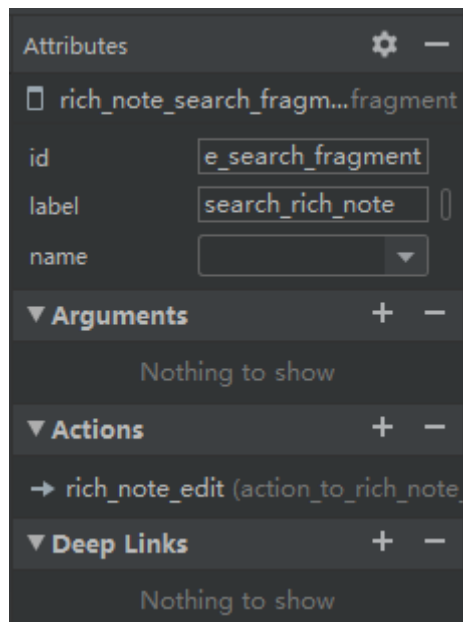 Attributes
rich_note_search_fragm...fragment
id e_search_fragment
label search_rich_note
name
Arguments
Nothing to show
Actions
rich_note_edit (action_to_rich_note_
Deep Links
Nothing to show